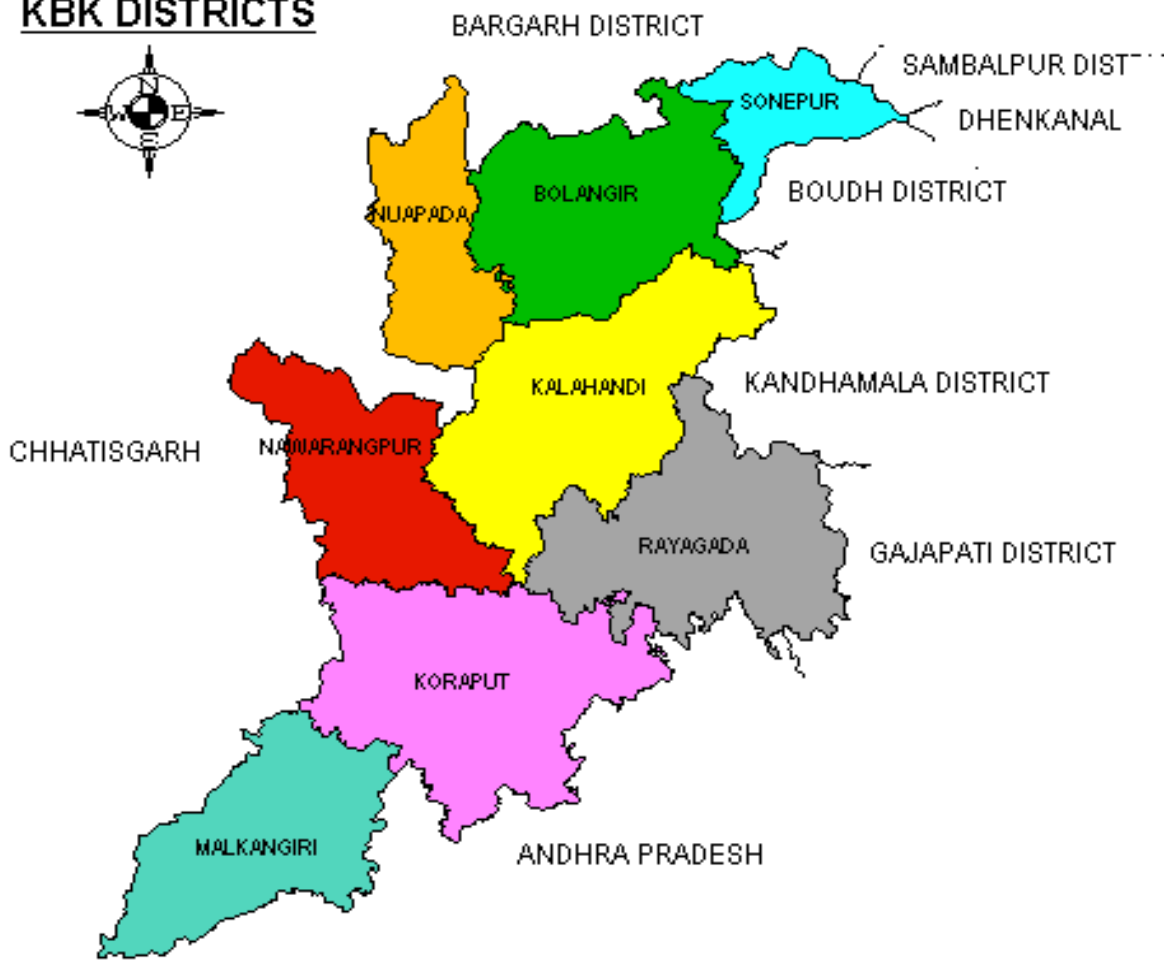 KBK DISTRICTS
BARGARH DISTRICT
N
W E
S
SAMBALPUR DIST
SONEPUR
DHENKANAL
BOLANGIR
BOUDH DISTRICT
NUAPADA
KALAHANDI
KANDHAMALA DISTRICT
CHHATISGARH
NAWARANGPUR
RAYAGADA
GAJAPATI DISTRICT
KORAPUT
MALKANGIRI
ANDHRA PRADESH